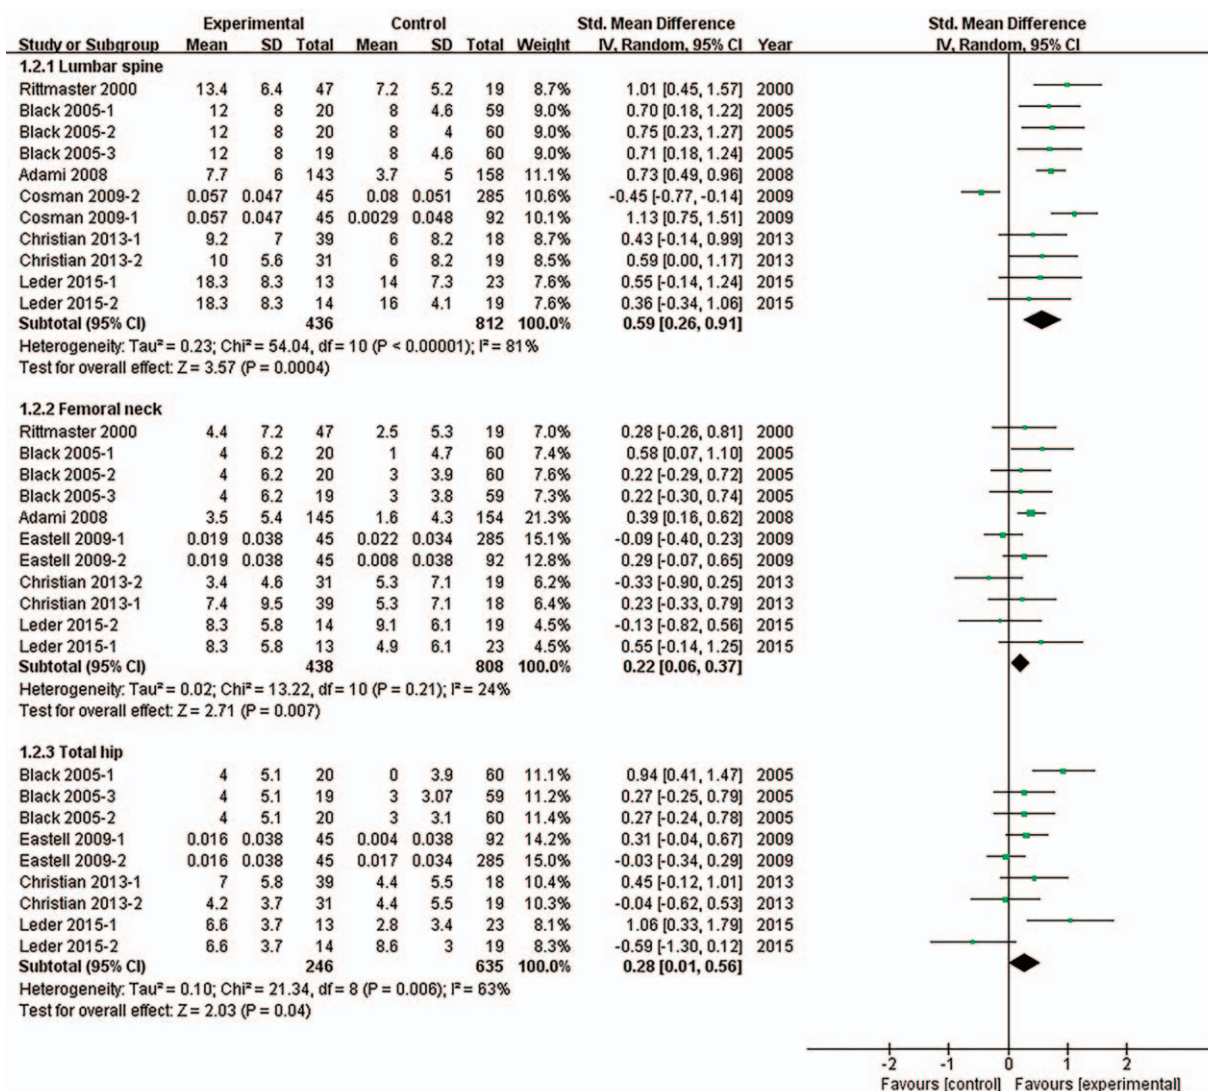 Experimental Control Std. Mean Difference Std. Mean Difference
Study or Subgroup Mean SD Total Mean SD Total Weight IV, Random, 95% CI Year IV, Random, 95% CI
1.2.1 Lumbar spine
Rittmaster 2000 13.4 6.4 47 7.2 5.2 19 8.7% 1.01 [0.45, 1.57] 2000
Black 2005-1 12 8 20 8 4.6 59 9.0% 0.70 [0.18, 1.22] 2005
Black 2005-2 12 8 20 8 4 60 9.0% 0.75 [0.23, 1.27] 2005
Black 2005-3 12 8 19 8 4.6 60 9.0% 0.71 [0.18, 1.24] 2005
Adami 2008 7.7 6 143 3.7 5 158 11.1% 0.73 [0.49, 0.96] 2008
Cosman 2009-2 0.057 0.047 45 0.08 0.051 285 10.6% -0.45 [-0.77, -0.14] 2009
Cosman 2009-1 0.057 0.047 45 0.0029 0.048 92 10.1% 1.13 [0.75, 1.51] 2009
Christian 2013-1 9.2 7 39 6 8.2 18 8.7% 0.43 [-0.14, 0.99] 2013
Christian 2013-2 10 5.6 31 6 8.2 19 8.5% 0.59 [0.00, 1.17] 2013
Leder 2015-1 18.3 8.3 13 14 7.3 23 7.6% 0.55 [-0.14, 1.24] 2015
Leder 2015-2 18.3 8.3 14 16 4.1 19 7.6% 0.36 [-0.34, 1.06] 2015
Subtotal (95% CI) 436 812 100.0% 0.59 [0.26, 0.91]
Heterogeneity: Tau² = 0.23; Chi² = 54.04, df = 10 (P < 0.00001); I² = 81%
Test for overall effect: Z = 3.57 (P = 0.0004)
1.2.2 Femoral neck
Rittmaster 2000 4.4 7.2 47 2.5 5.3 19 7.0% 0.28 [-0.26, 0.81] 2000
Black 2005-1 4 6.2 20 1 4.7 60 7.4% 0.58 [0.07, 1.10] 2005
Black 2005-2 4 6.2 20 3 3.9 60 7.6% 0.22 [-0.29, 0.72] 2005
Black 2005-3 4 6.2 19 3 3.8 59 7.3% 0.22 [-0.30, 0.74] 2005
Adami 2008 3.5 5.4 145 1.6 4.3 154 21.3% 0.39 [0.16, 0.62] 2008
Eastell 2009-1 0.019 0.038 45 0.022 0.034 285 15.1% -0.09 [-0.40, 0.23] 2009
Eastell 2009-2 0.019 0.038 45 0.008 0.038 92 12.8% 0.29 [-0.07, 0.65] 2009
Christian 2013-2 3.4 4.6 31 5.3 7.1 19 6.2% -0.33 [-0.90, 0.25] 2013
Christian 2013-1 7.4 9.5 39 5.3 7.1 18 6.4% 0.23 [-0.33, 0.79] 2013
Leder 2015-2 8.3 5.8 14 9.1 6.1 19 4.5% -0.13 [-0.82, 0.56] 2015
Leder 2015-1 8.3 5.8 13 4.9 6.1 23 4.5% 0.55 [-0.14, 1.25] 2015
Subtotal (95% CI) 438 808 100.0% 0.22 [0.06, 0.37]
Heterogeneity: Tau² = 0.02; Chi² = 13.22, df = 10 (P = 0.21); I² = 24%
Test for overall effect: Z = 2.71 (P = 0.007)
1.2.3 Total hip
Black 2005-1 4 5.1 20 0 3.9 60 11.1% 0.94 [0.41, 1.47] 2005
Black 2005-3 4 5.1 19 3 3.07 59 11.2% 0.27 [-0.25, 0.79] 2005
Black 2005-2 4 5.1 20 3 3.1 60 11.4% 0.27 [-0.24, 0.78] 2005
Eastell 2009-1 0.016 0.038 45 0.004 0.038 92 14.2% 0.31 [-0.04, 0.67] 2009
Eastell 2009-2 0.016 0.038 45 0.017 0.034 285 15.0% -0.03 [-0.34, 0.29] 2009
Christian 2013-1 7 5.8 39 4.4 5.5 18 10.4% 0.45 [-0.12, 1.01] 2013
Christian 2013-2 4.2 3.7 31 4.4 5.5 19 10.3% -0.04 [-0.62, 0.53] 2013
Leder 2015-1 6.6 3.7 13 2.8 3.4 23 8.1% 1.06 [0.33, 1.79] 2015
Leder 2015-2 6.6 3.7 14 8.6 3 19 8.3% -0.59 [-1.30, 0.12] 2015
Subtotal (95% CI) 246 635 100.0% 0.28 [0.01, 0.56]
Heterogeneity: Tau² = 0.10; Chi² = 21.34, df = 8 (P = 0.006); I² = 63%
Test for overall effect: Z = 2.03 (P = 0.04)
-2 -1 0 1 2
Favours [control] Favours [experimental]